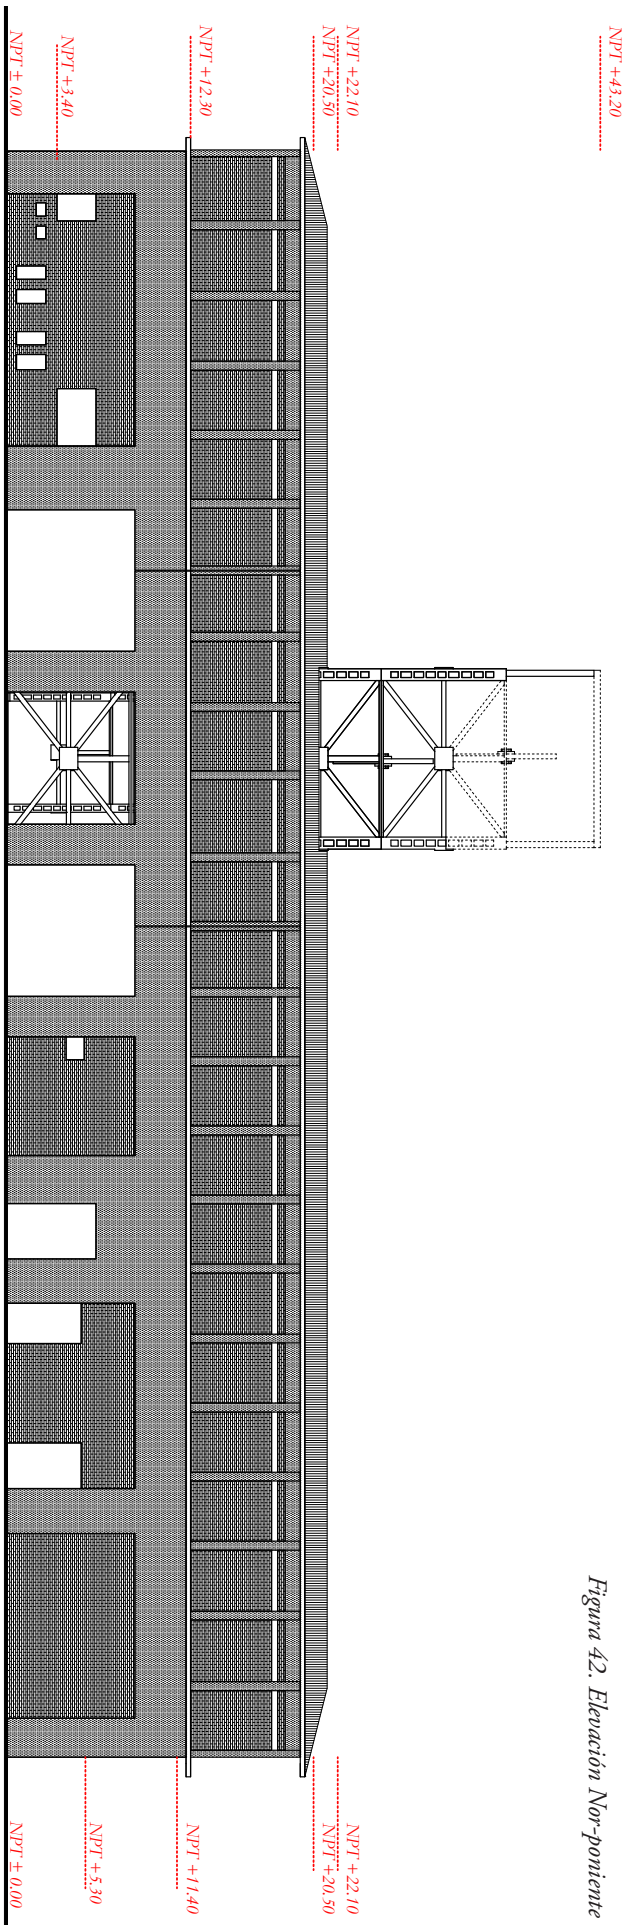 NPT +43.20
NPT +22.10
NPT +20.50
NPT +12.30
NPT +3.40
NPT ± 0.00
NPT +22.10
NPT +20.50
NPT +11.40
NPT +5.30
NPT ± 0.00
Figura 42. Elevación Nor-poniente